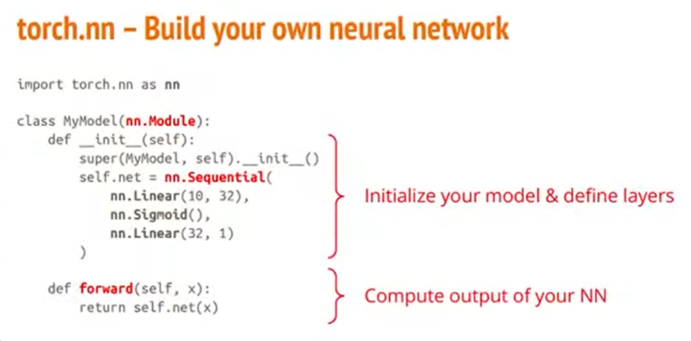 torch.nn – Build your own neural network
import torch.nn as nn
class MyModel(nn.Module):
    def __init__(self):
        super(MyModel, self).__init__()
        self.net = nn.Sequential(
            nn.Linear(10, 32),
            nn.Sigmoid(),
            nn.Linear(32, 1)
        )
    def forward(self, x):
        return self.net(x)
Initialize your model & define layers
Compute output of your NN